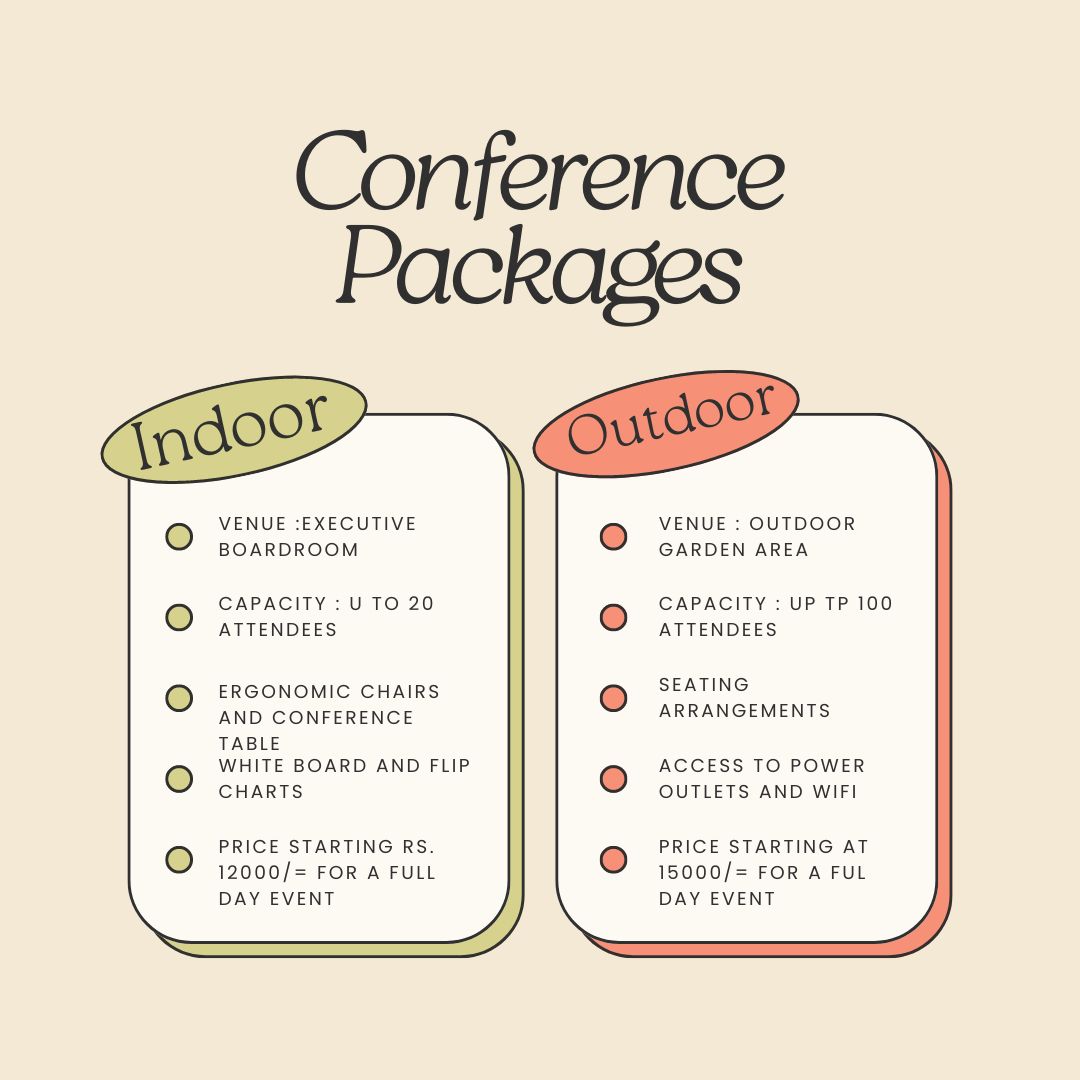 Conference
Packages
Indoor
VENUE :EXECUTIVE
BOARDROOM
CAPACITY : U TO 20
ATTENDEES
ERGONOMIC CHAIRS
AND CONFERENCE
TABLE
WHITE BOARD AND FLIP
CHARTS
PRICE STARTING RS.
12000/= FOR A FULL
DAY EVENT
Outdoor
VENUE : OUTDOOR
GARDEN AREA
CAPACITY : UP TP 100
ATTENDEES
SEATING
ARRANGEMENTS
ACCESS TO POWER
OUTLETS AND WIFI
PRICE STARTING AT
15000/= FOR A FUL
DAY EVENT